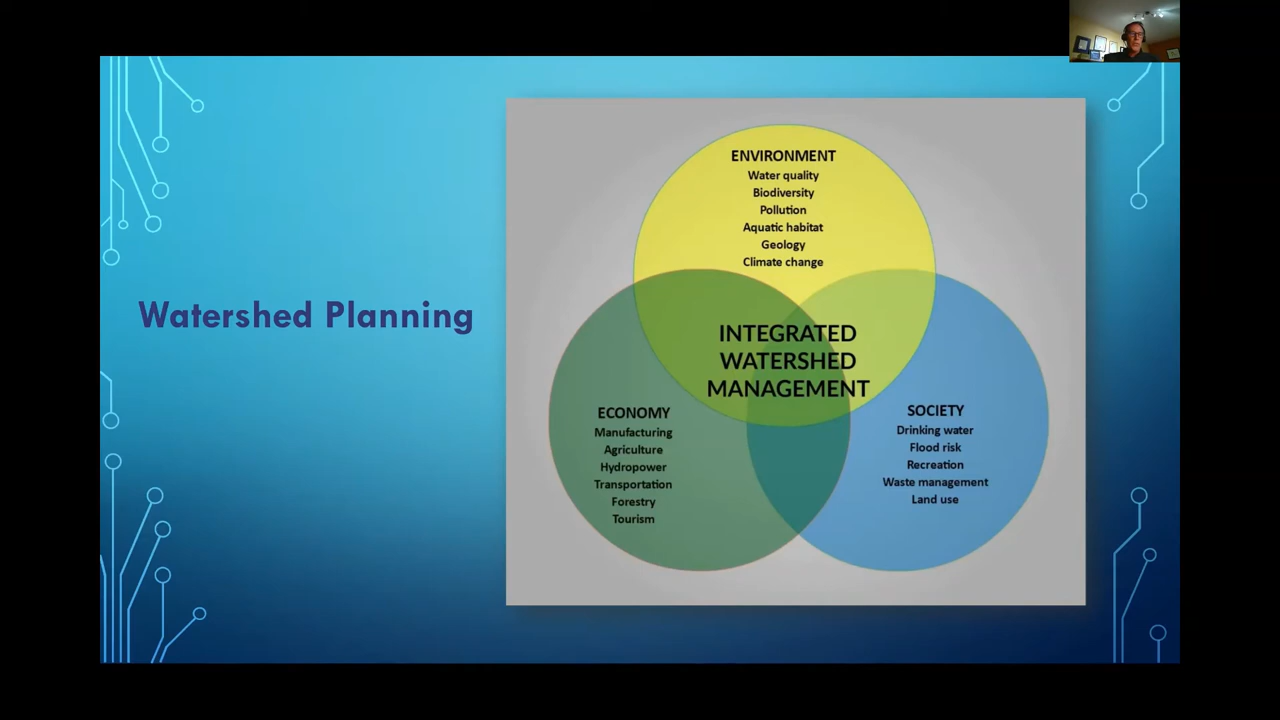 Watershed Planning
ENVIRONMENT
Water quality
Biodiversity
Pollution
Aquatic habitat
Geology
Climate change
INTEGRATED
WATERSHED
MANAGEMENT
ECONOMY
Manufacturing
Agriculture
Hydropower
Transportation
Forestry
Tourism
SOCIETY
Drinking water
Flood risk
Recreation
Waste management
Land use